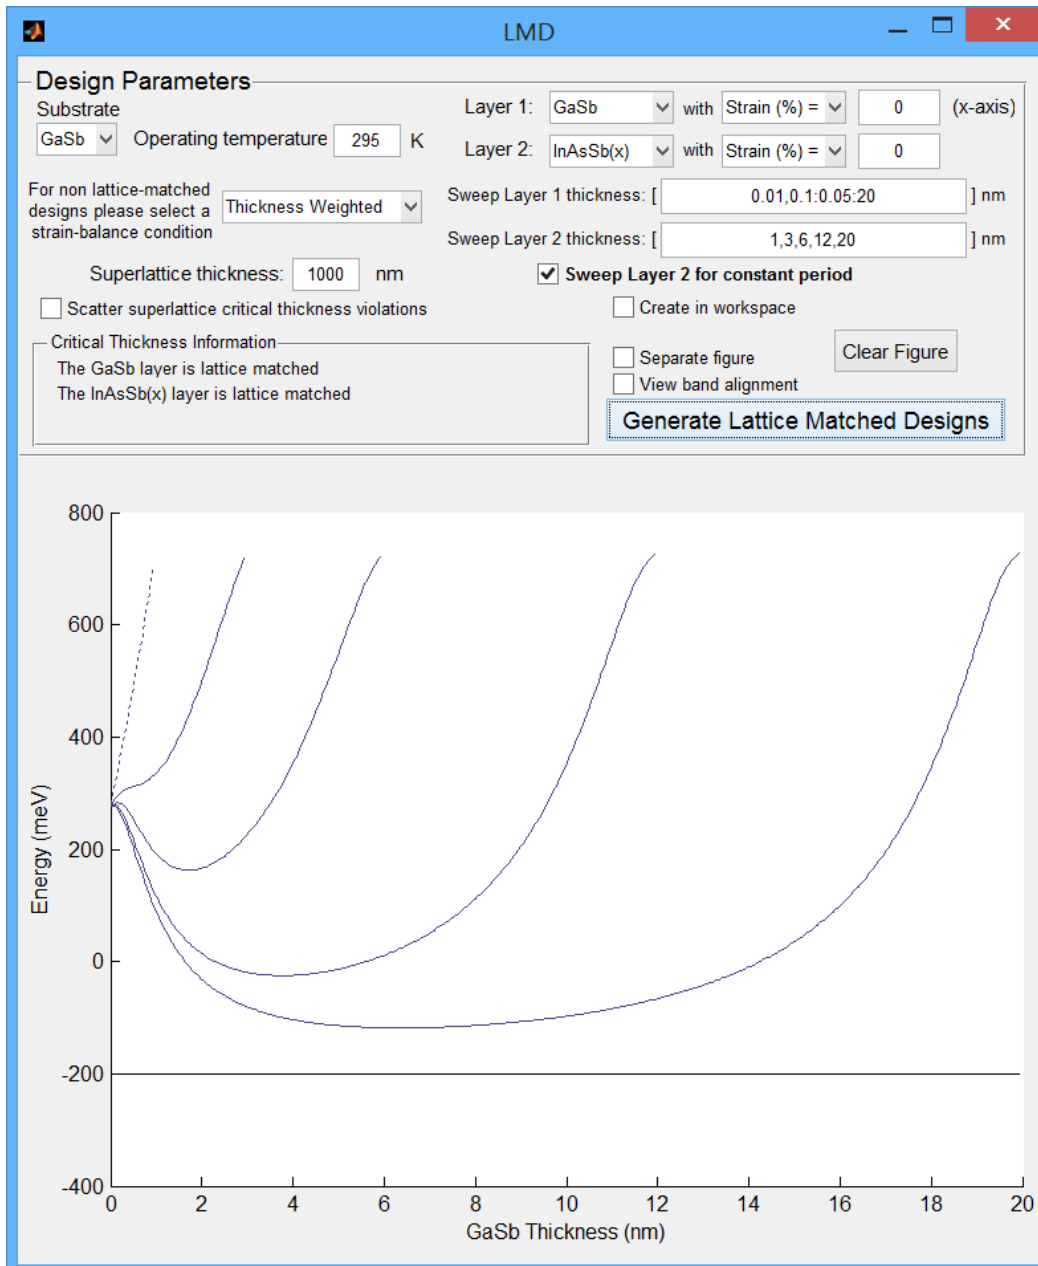 LMD
Design Parameters
Substrate
GaSb
Operating temperature 295 K
Layer 1: GaSb with Strain (%) = 0 (x-axis)
Layer 2: InAsSb(x) with Strain (%) = 0
For non lattice-matched
designs please select a
strain-balance condition
Thickness Weighted
Sweep Layer 1 thickness: [ 0.01,0.1:0.05:20 ] nm
Sweep Layer 2 thickness: [ 1,3,6,12,20 ] nm
Superlattice thickness: 1000 nm
Sweep Layer 2 for constant period
Scatter superlattice critical thickness violations
Create in workspace
Critical Thickness Information
The GaSb layer is lattice matched
The InAsSb(x) layer is lattice matched
Separate figure
View band alignment
Clear Figure
Generate Lattice Matched Designs
800
600
400
200
0
-200
-400
Energy (meV)
0 2 4 6 8 10 12 14 16 18 20
GaSb Thickness (nm)